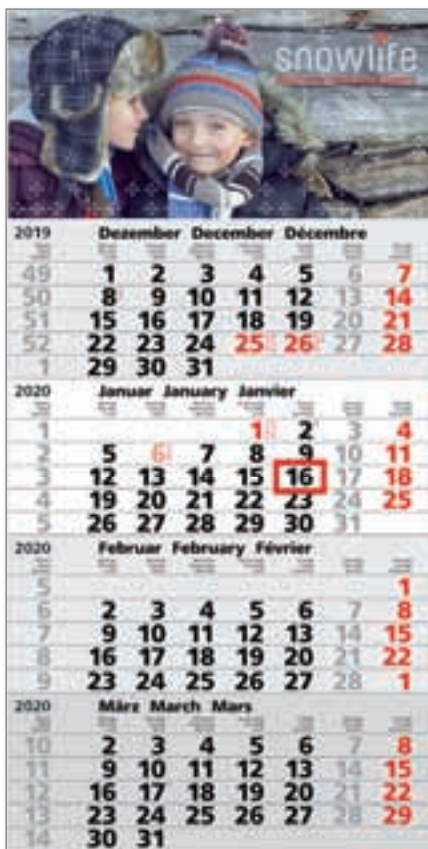 snowlife
2019 Dezember December Décembre
49 1 2 3 4 5 6 7
50 8 9 10 11 12 13 14
51 15 16 17 18 19 20 21
52 22 23 24 25 26 27 28
1 29 30 31
2020 Januar January Janvier
1 1 2 3 4
2 5 6 7 8 9 10 11
3 12 13 14 15 16 17 18
4 19 20 21 22 23 24 25
5 26 27 28 29 30 31
2020 Februar February Février
5 1
6 2 3 4 5 6 7 8
7 9 10 11 12 13 14 15
8 16 17 18 19 20 21 22
9 23 24 25 26 27 28 1
2020 März March Mars
10 2 3 4 5 6 7 8
11 9 10 11 12 13 14 15
12 16 17 18 19 20 21 22
13 23 24 25 26 27 28 29
14 30 31